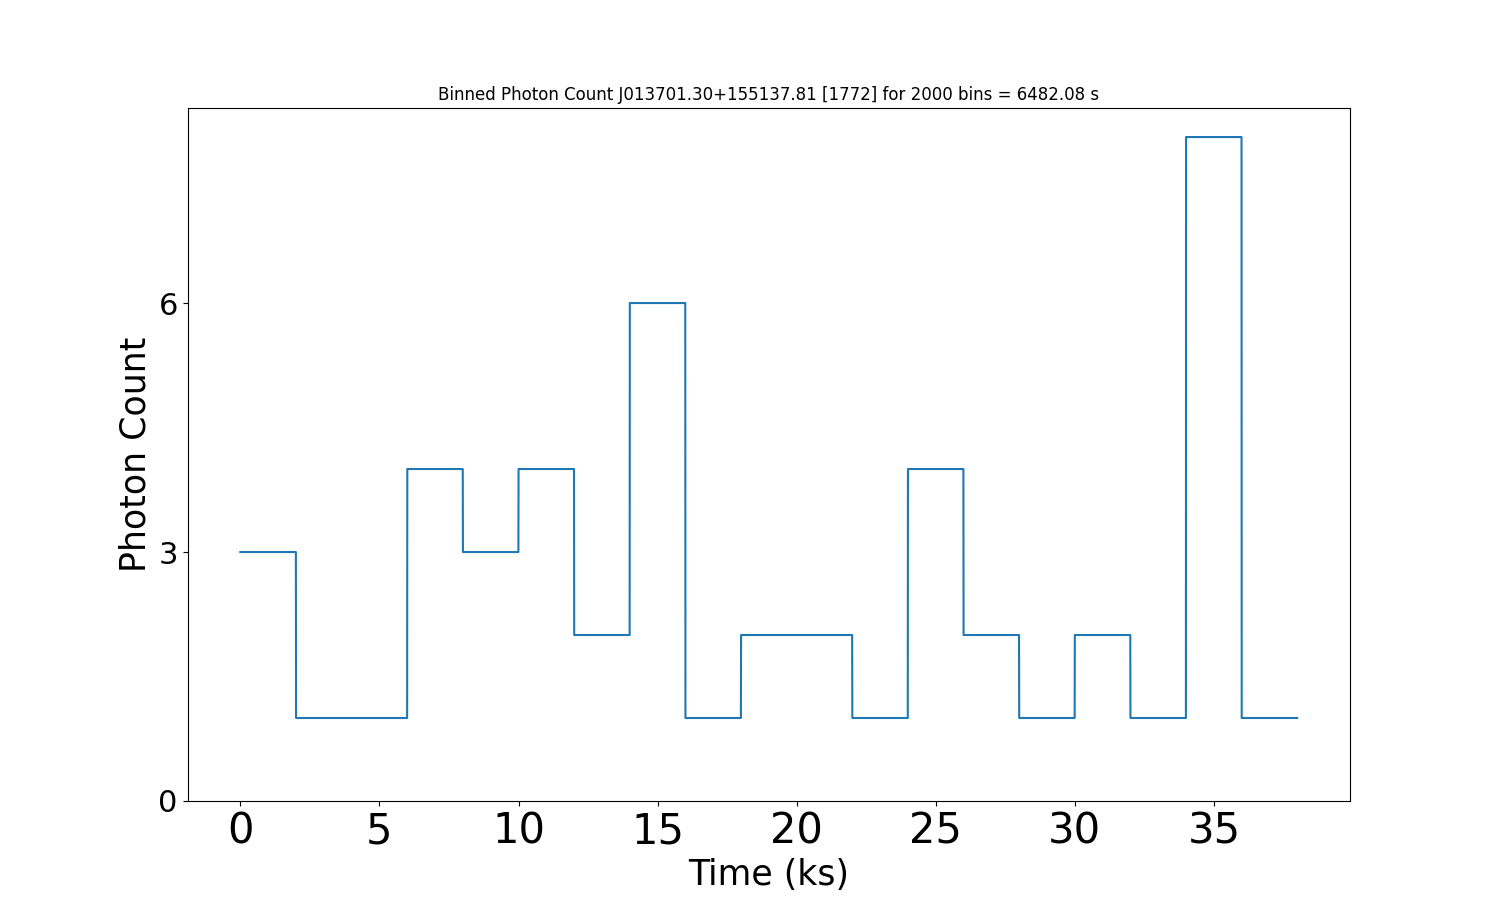 Binned Photon Count J013701.30+155137.81 [1772] for 2000 bins = 6482.08 s
6
3
0
Photon Count
0 5 10 15 20 25 30 35
Time (ks)